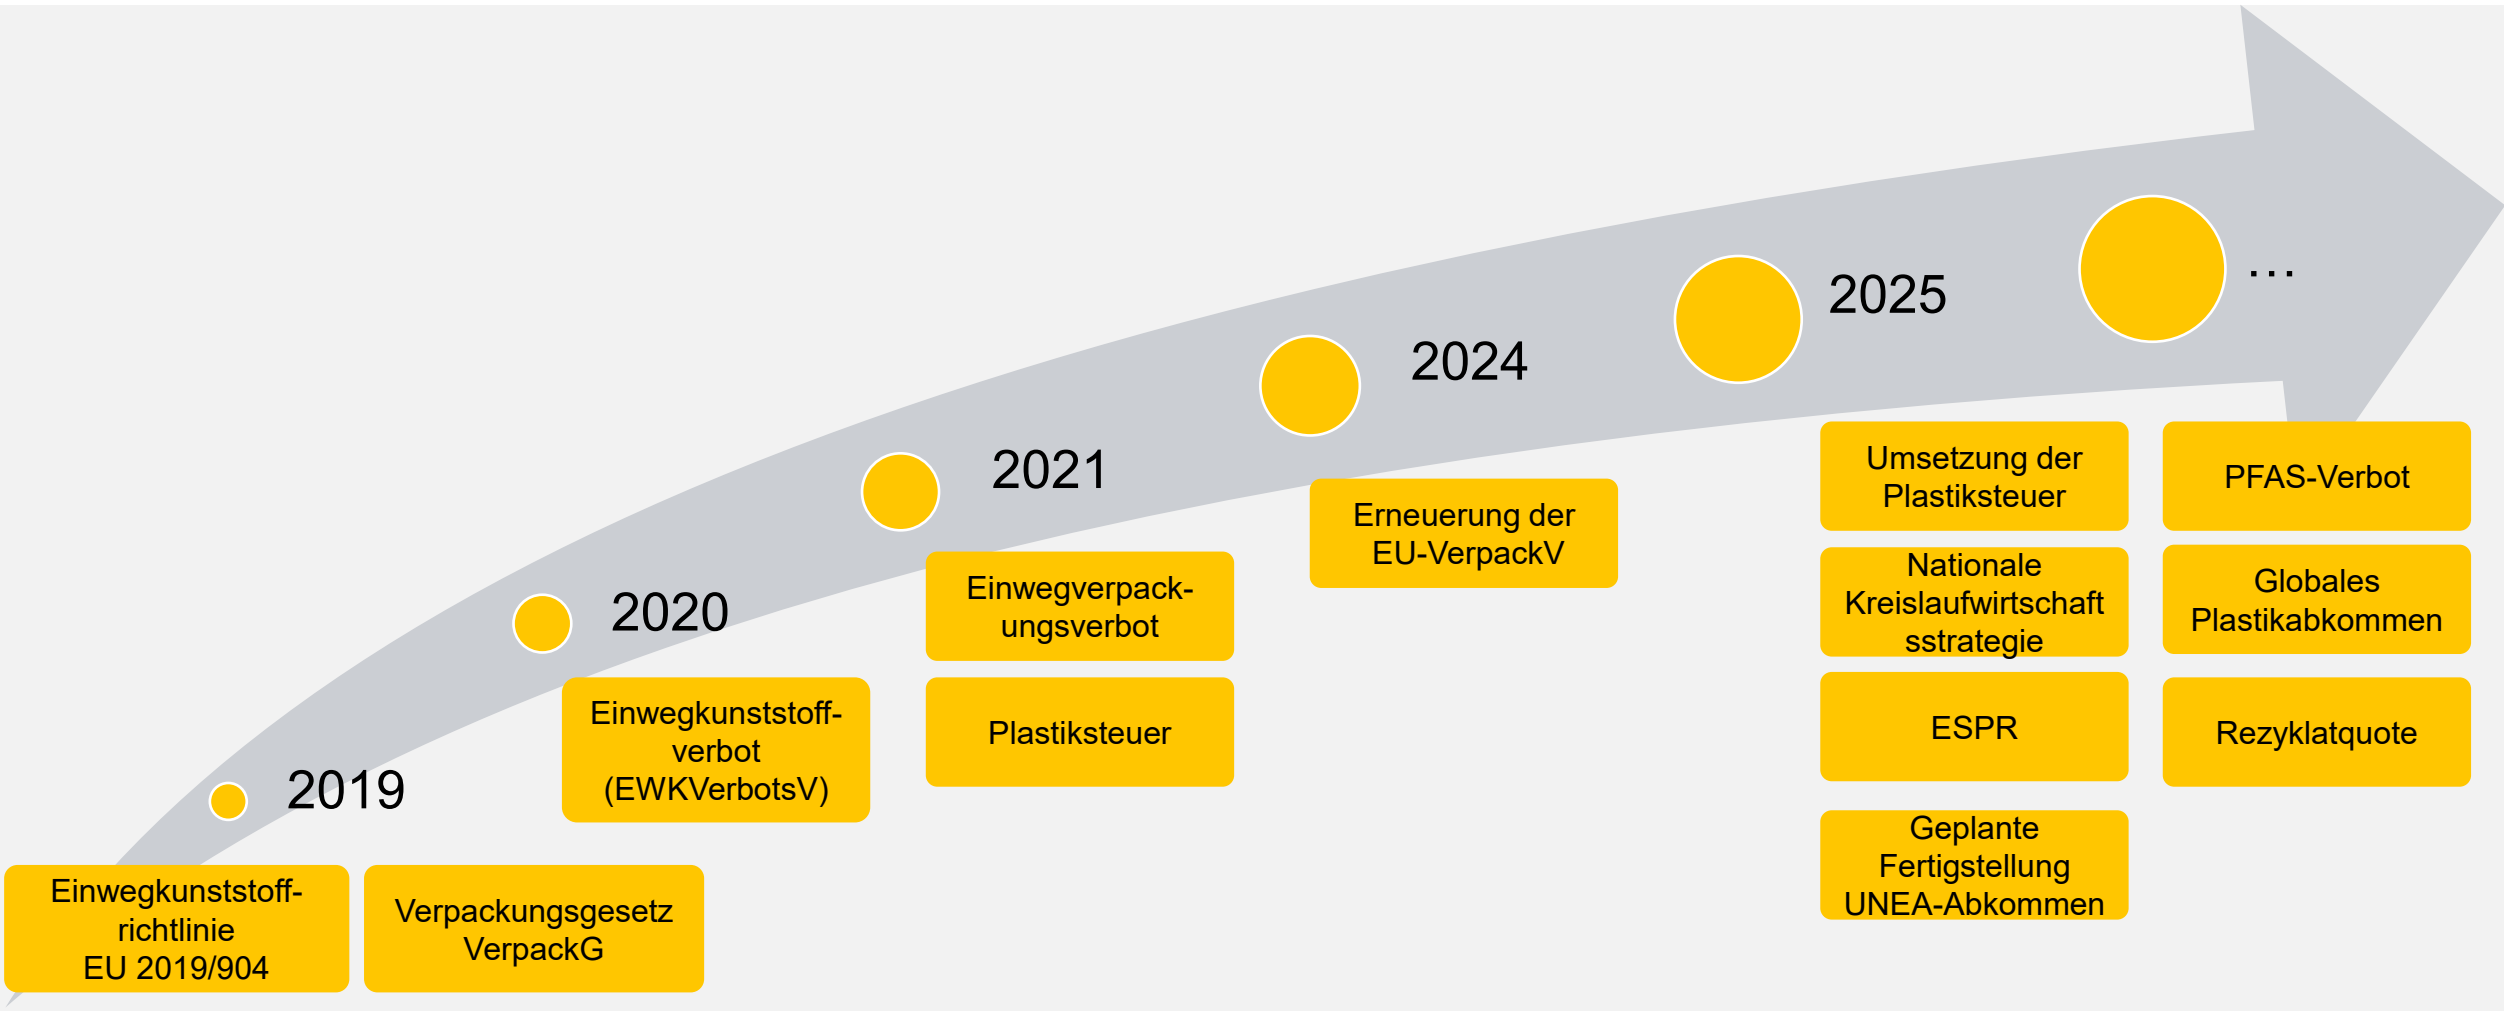 2019
Einwegkunststoff-
richtlinie
EU 2019/904
Verpackungsgesetz
VerpackG
2020
Einwegkunststoff-
verbot
(EWKVerbotsV)
2021
Einwegverpack-
ungsverbot
Plastiksteuer
2024
Erneuerung der
EU-VerpackV
2025
Umsetzung der
Plastiksteuer
Nationale
Kreislaufwirtschaft
sstrategie
ESPR
Geplante
Fertigstellung
UNEA-Abkommen
…
PFAS-Verbot
Globales
Plastikabkommen
Rezyklatquote